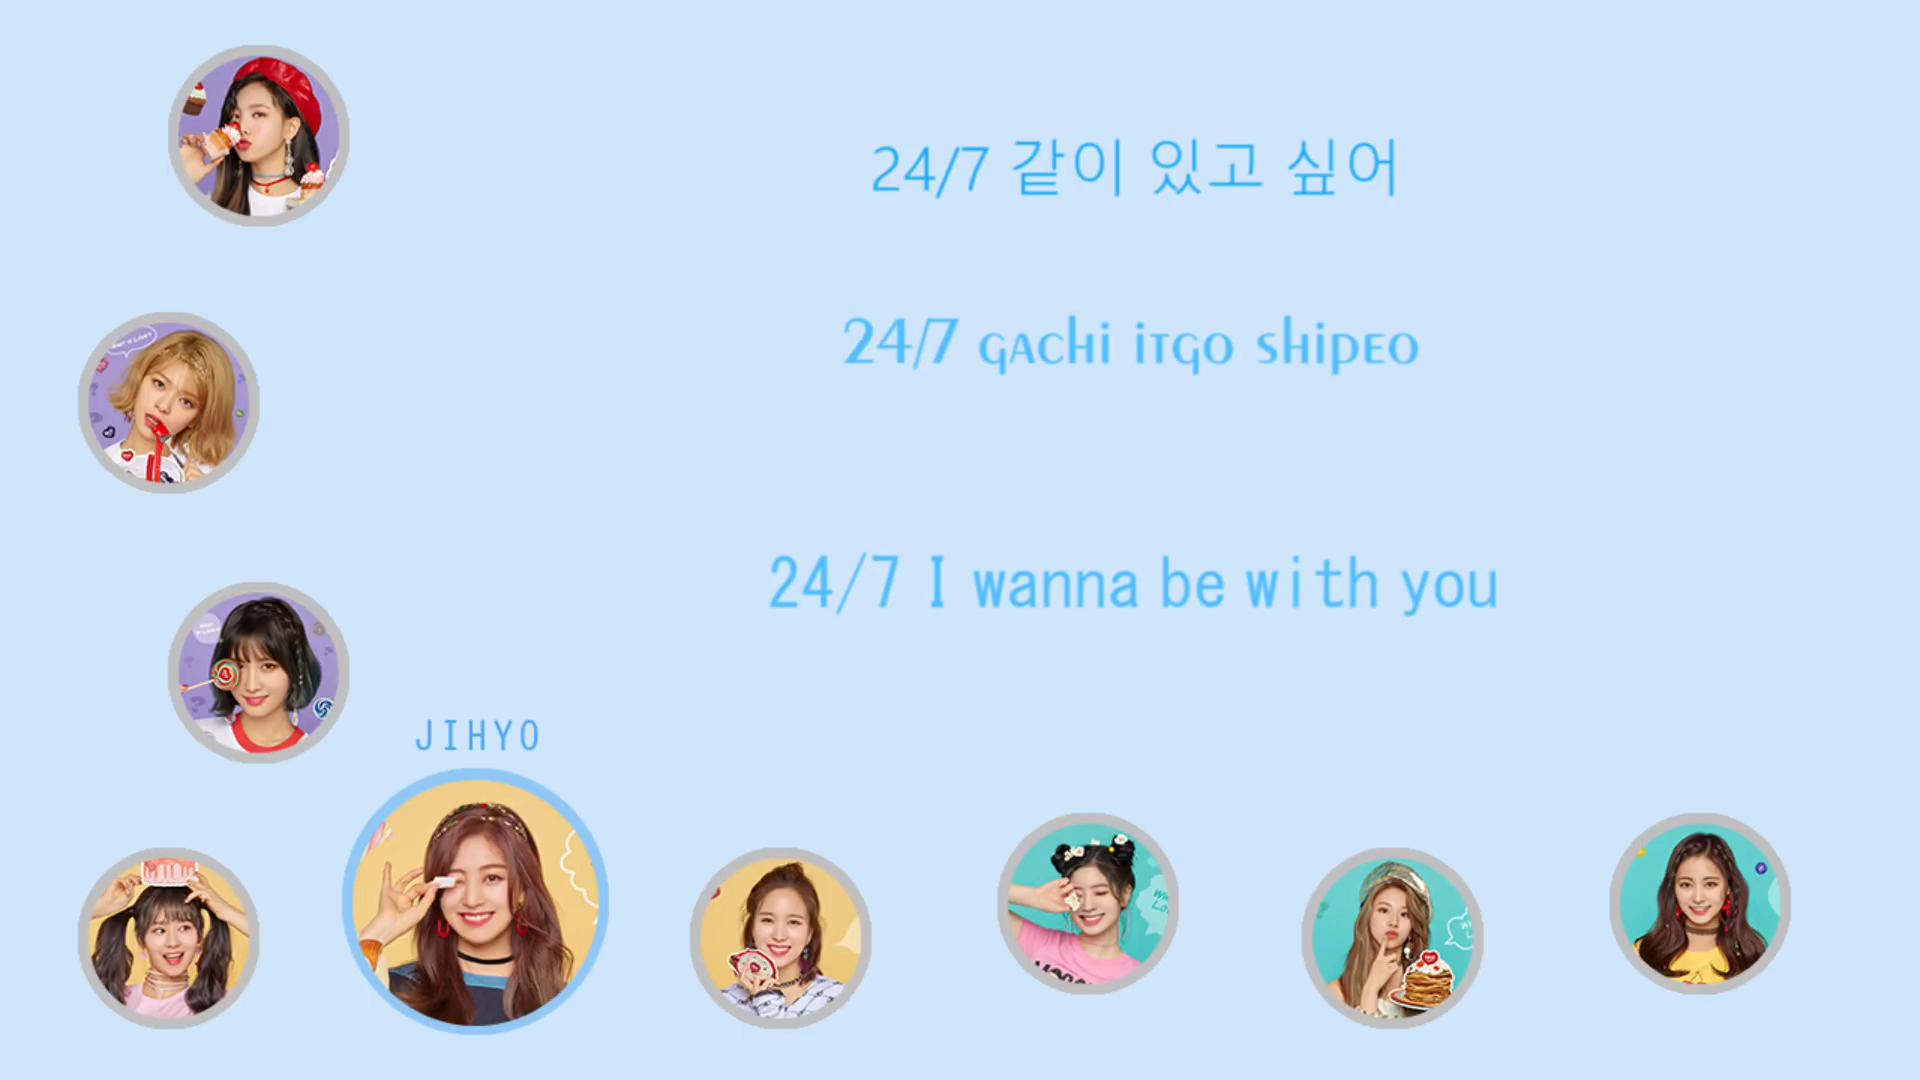 24/7 같이 있고 싶어
24/7 gachi itgo shipeo
24/7 I wanna be with you
JIHYO